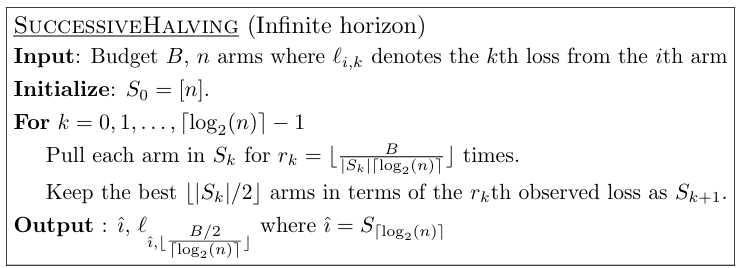 SUCCESSIVEHALVING (Infinite horizon)
Input: Budget B, n arms where ℓ_{i,k} denotes the kth loss from the ith arm
Initialize: S_0 = [n].
For k = 0, 1, . . . , ⌈log_2(n)⌉ − 1
Pull each arm in S_k for r_k = ⌊\frac{B}{|S_k|⌈log_2(n)⌉}⌋ times.
Keep the best ⌊|S_k|/2⌋ arms in terms of the r_kth observed loss as S_{k+1}.
Output : î, ℓ_{î,⌊\frac{B/2}{⌈log_2(n)⌉}⌋} where î = S_{⌈log_2(n)⌉}